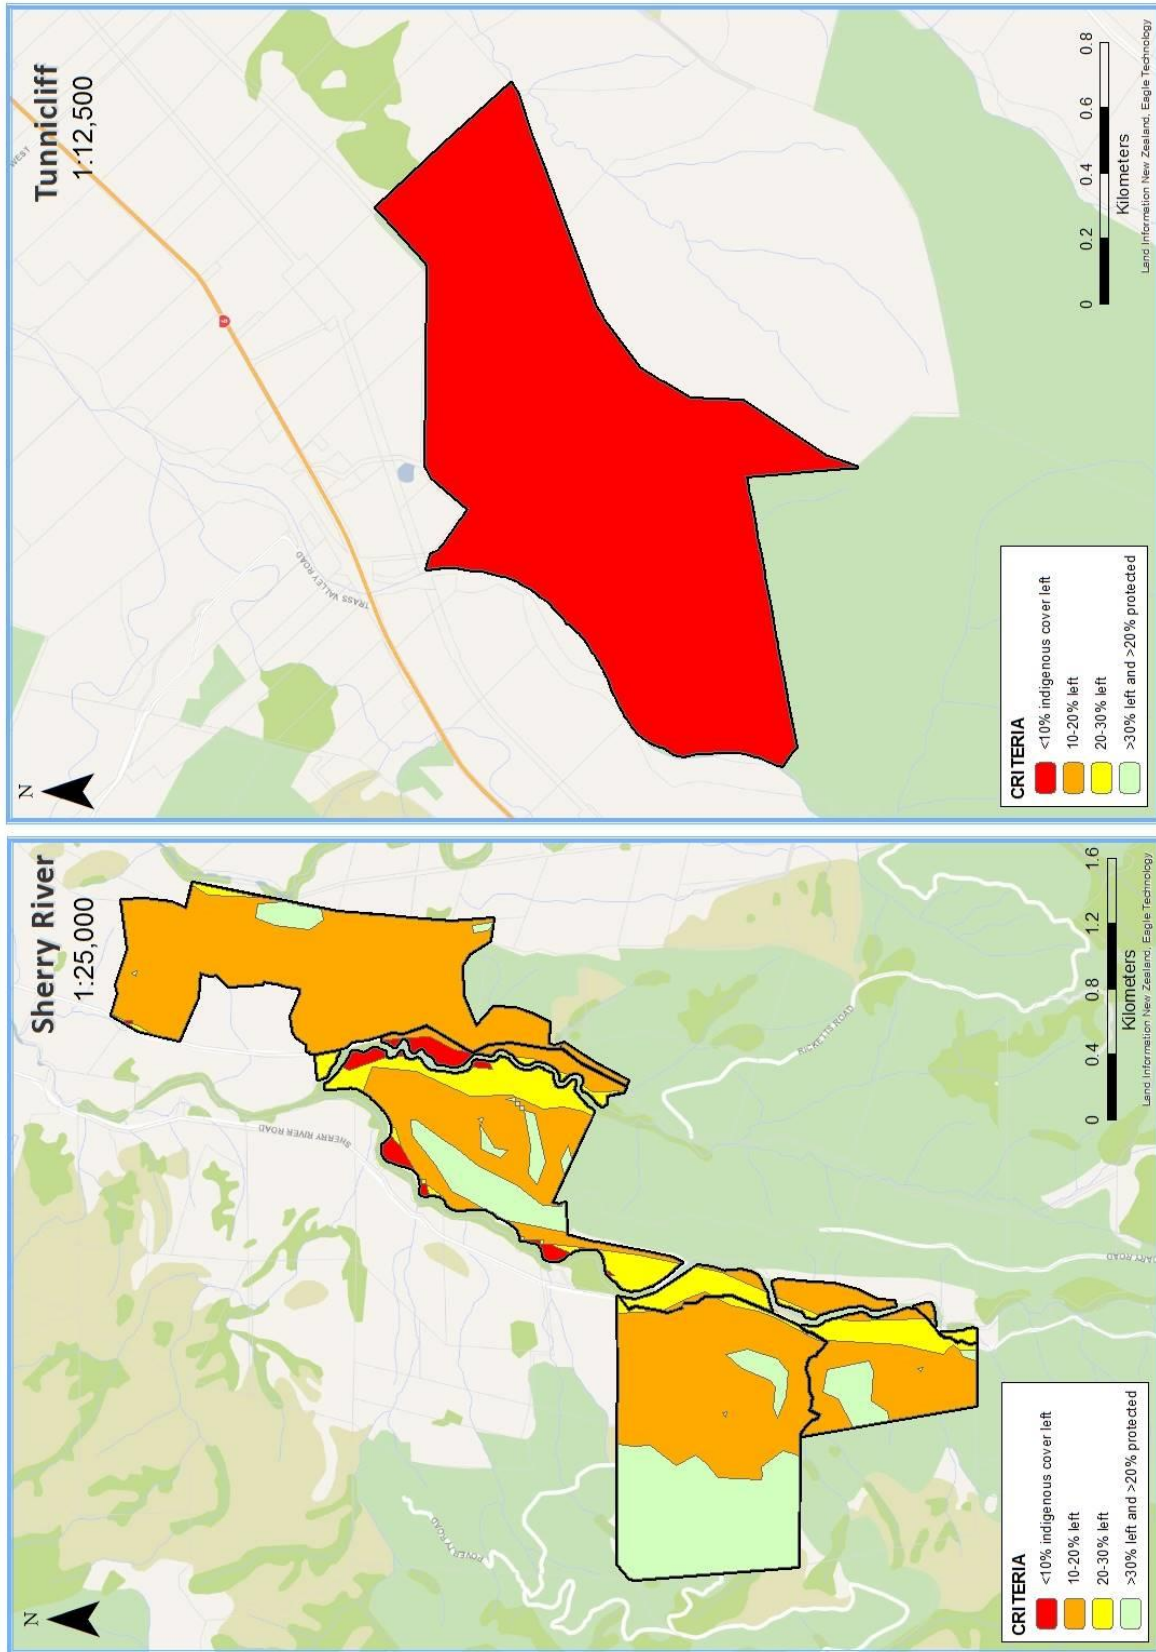 Sherry River
1:25,000
N
SHERRY RIVER ROAD
RICKETTS ROAD
CRITERIA
<10% indigenous cover left
10-20% left
20-30% left
>30% left and >20% protected
0 0.4 0.8 1.2 1.6
Kilometers
Land Information New Zealand, Eagle Technology
Tunnicliff
1:12,500
N
WEST
6
TRASS VALLEY ROAD
CRITERIA
<10% indigenous cover left
10-20% left
20-30% left
>30% left and >20% protected
0 0.2 0.4 0.6 0.8
Kilometers
Land Information New Zealand, Eagle Technology